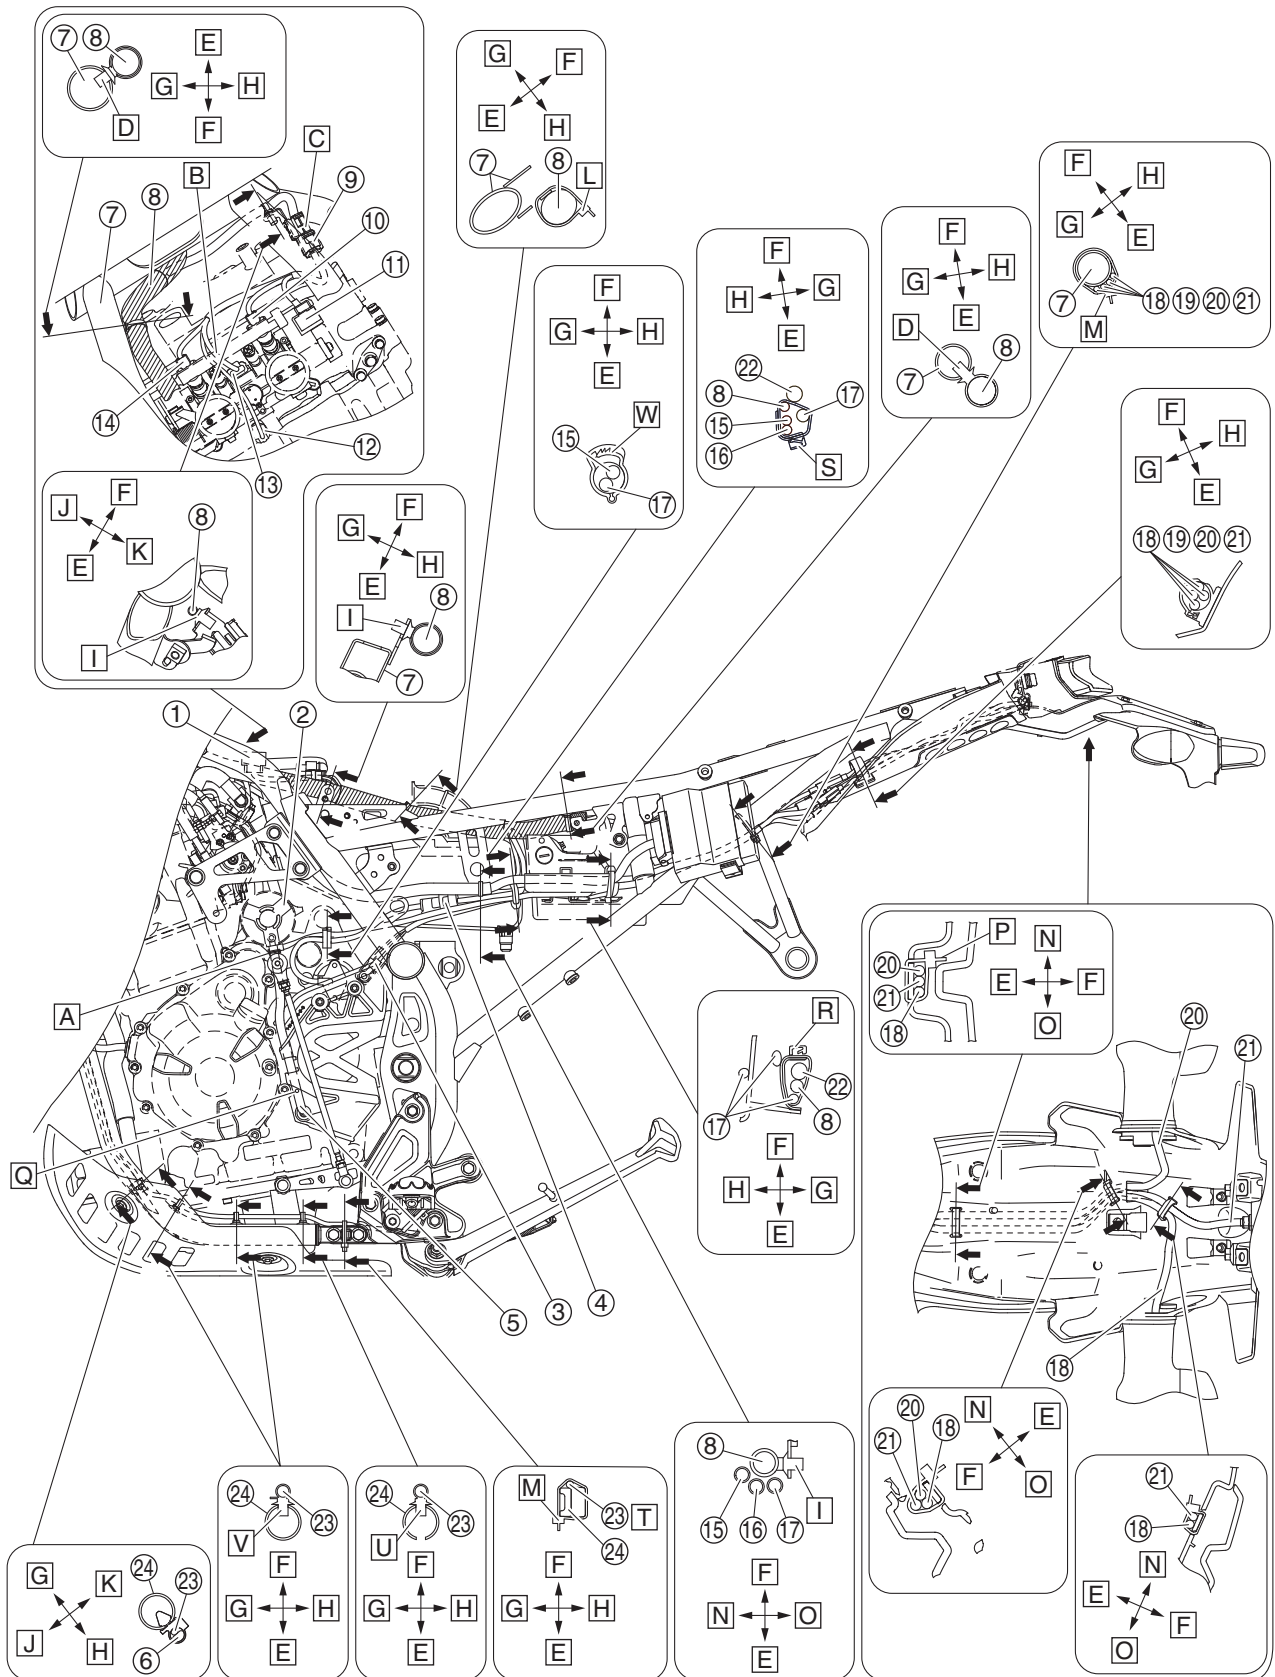 ⑦ ⑧ E
G H
D F
C
B
⑨
⑧
⑦ ⑩
⑪
⑭ ⑫
⑬
J F ⑧
E K
I
G F
E H
⑦ ⑧ L
G F
E H
I ⑧
⑦
F
G H
E
W
⑮
⑰
F
H G
E
㉒
⑧ ⑰
⑮
⑯ S
F
G H
E
D ⑧
⑦
F H
G E
⑦ ⑱ ⑲ ⑳ ㉑
M
F
H
G
E
⑱ ⑲ ⑳ ㉑
① ②
A
Q
⑤ ③ ④
R
㉒
⑰ ⑧
F
H G
E
P
⑳ N
㉑ E F
⑱ O
⑳
㉑
⑱
⑳ N E
㉑ ⑱
F O
㉑
⑱
N
E
F
O
G K ㉔ ㉓
J H ⑥
㉔ ㉓
V
F
G H
E
㉔ ㉓
U
F
G H
E
M ㉓ T
㉔
F
G H
E
⑧
⑮ ⑯ ⑰ I
F
N O
E